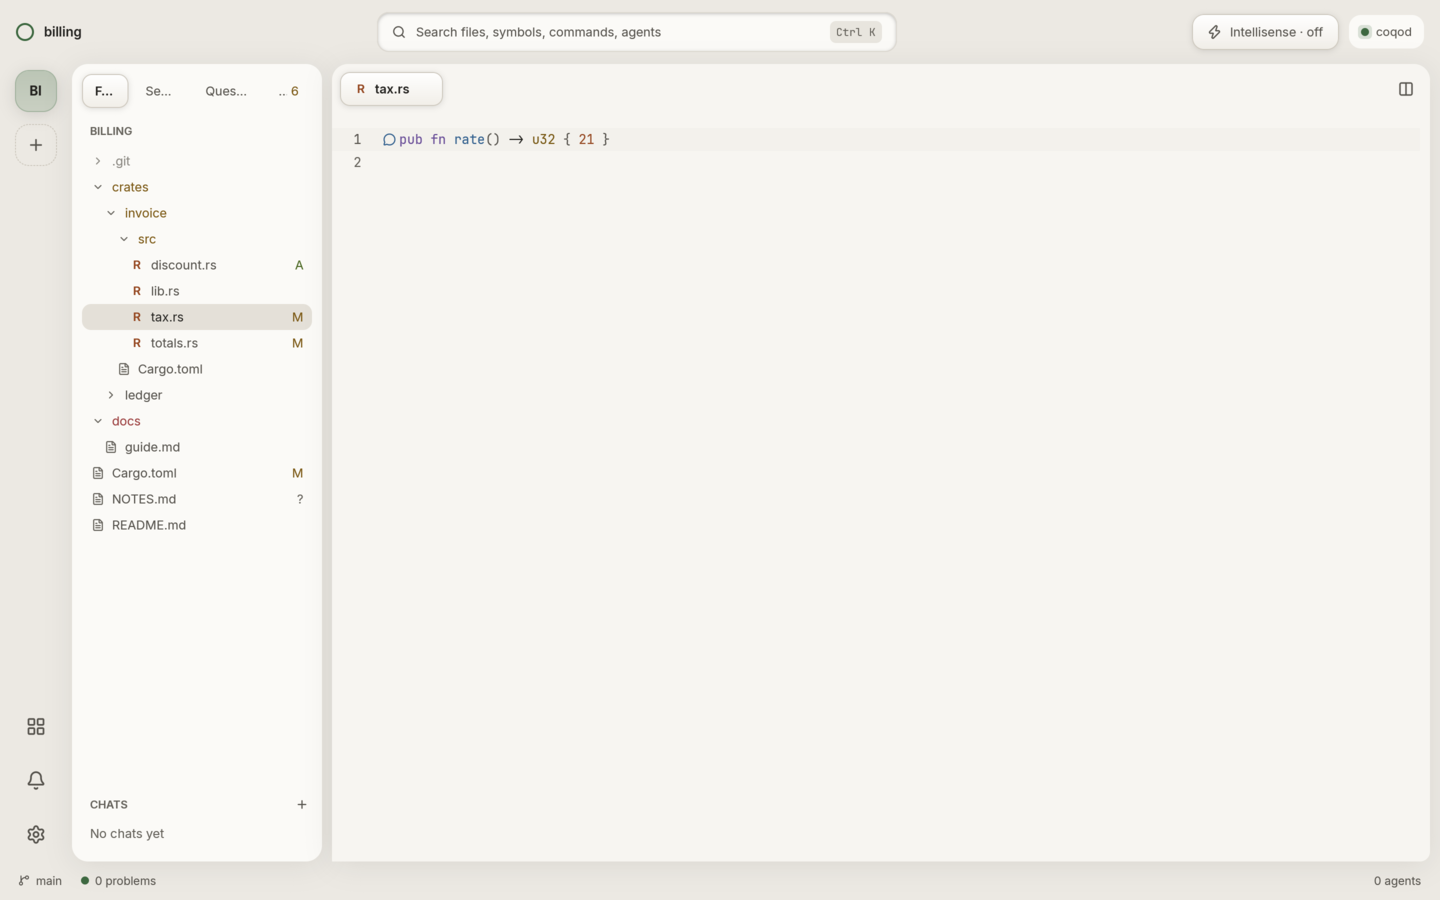 billing
Search files, symbols, commands, agents
Ctrl K
Intellisense · off
coqod
BI
F...
Se...
Ques...
.. 6
R tax.rs
BILLING
.git
crates
invoice
src
R discount.rs A
R lib.rs
R tax.rs M
R totals.rs M
Cargo.toml
ledger
docs
guide.md
Cargo.toml M
NOTES.md ?
README.md
1 pub fn rate() -> u32 { 21 }
2
CHATS +
No chats yet
main
0 problems
0 agents